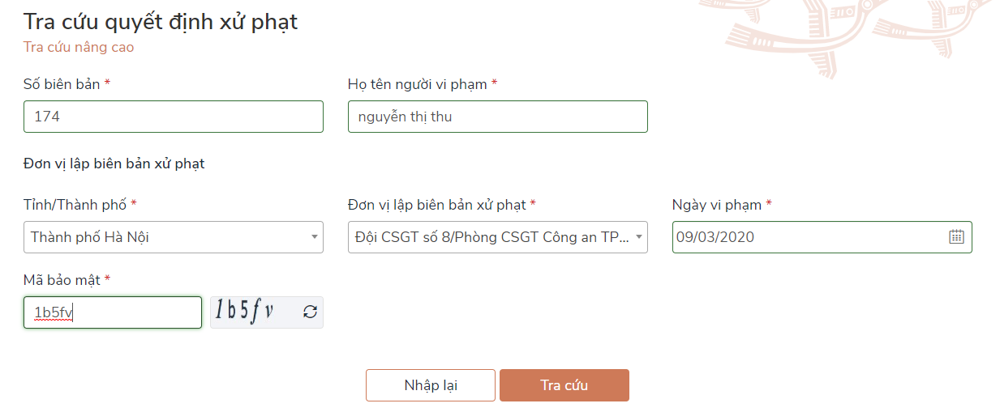 Tra cứu quyết định xử phạt
Tra cứu nâng cao
Số biên bản *
Họ tên người vi phạm *
174
nguyễn thị thu
Đơn vị lập biên bản xử phạt
Tỉnh/Thành phố *
Đơn vị lập biên bản xử phạt *
Ngày vi phạm *
Thành phố Hà Nội
Đội CSGT số 8/Phòng CSGT Công an TP...
09/03/2020
Mã bảo mật *
1b5fv
1b5fv
Nhập lại
Tra cứu